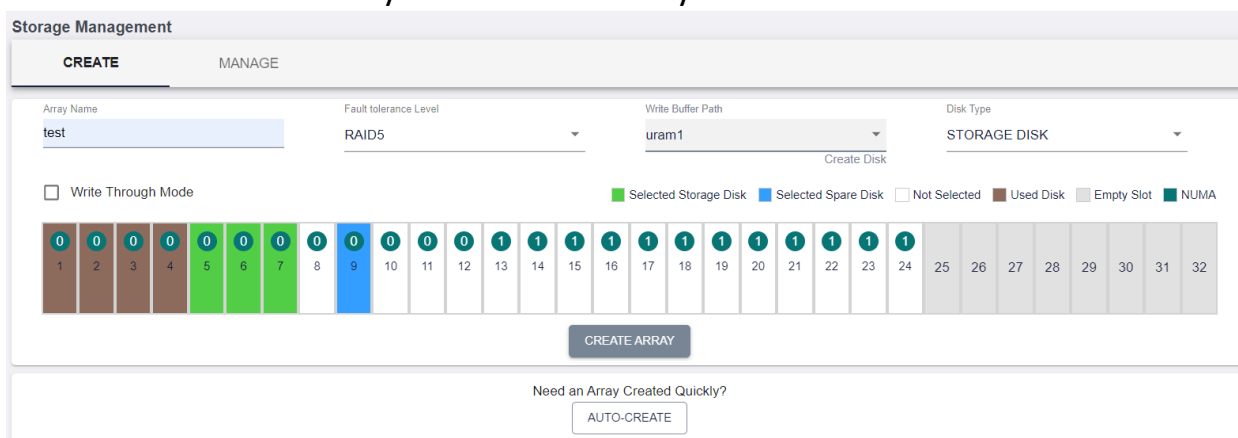 Storage Management
CREATE MANAGE
Array Name Fault tolerance Level Write Buffer Path Disk Type
test RAID5 uram1 STORAGE DISK
Create Disk
Write Through Mode Selected Storage Disk Selected Spare Disk Not Selected Used Disk Empty Slot NUMA
0 0 0 0 0 0 0 0 0 0 0 0 1 1 1 1 1 1 1 1 1 1 1 1
1 2 3 4 5 6 7 8 9 10 11 12 13 14 15 16 17 18 19 20 21 22 23 24 25 26 27 28 29 30 31 32
CREATE ARRAY
Need an Array Created Quickly?
AUTO-CREATE